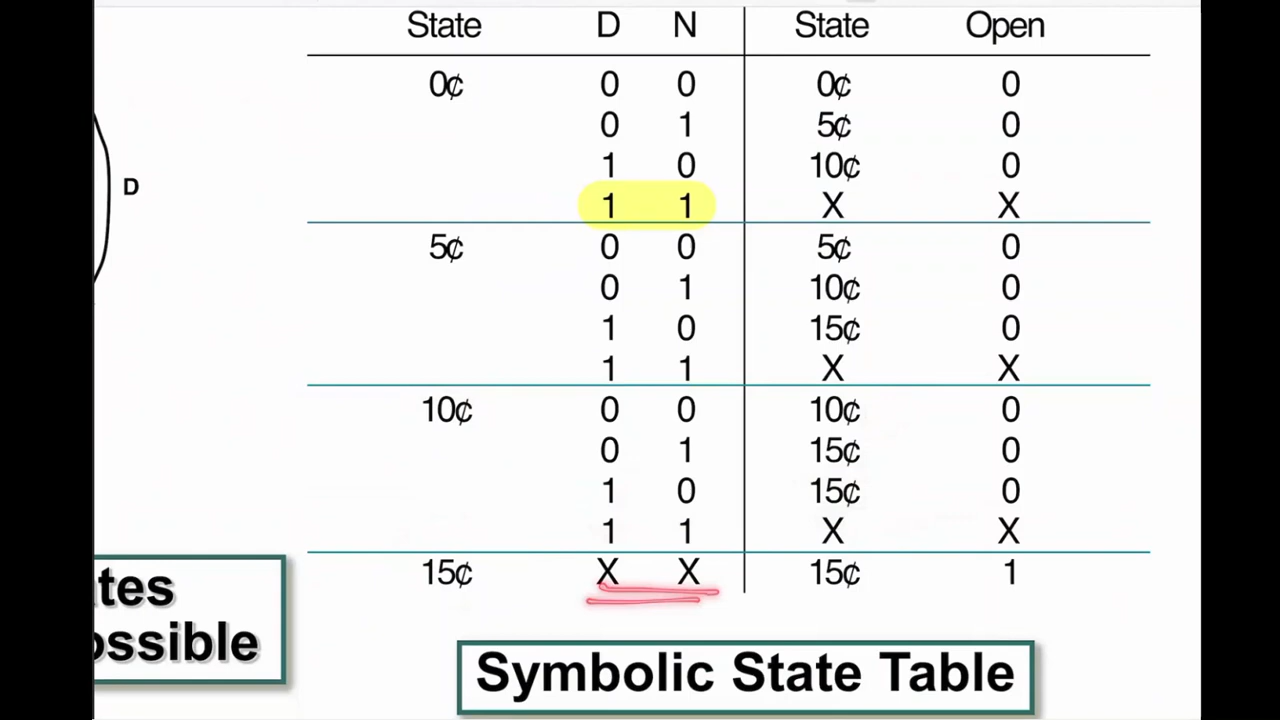 State D N State Open
0¢ 0 0 0¢ 0
0 1 5¢ 0
1 0 10¢ 0
D
1 1 X X
5¢ 0 0 5¢ 0
0 1 10¢ 0
1 0 15¢ 0
1 1 X X
10¢ 0 0 10¢ 0
0 1 15¢ 0
1 0 15¢ 0
1 1 X X
15¢ X X 15¢ 1
tes
ossible
Symbolic State Table